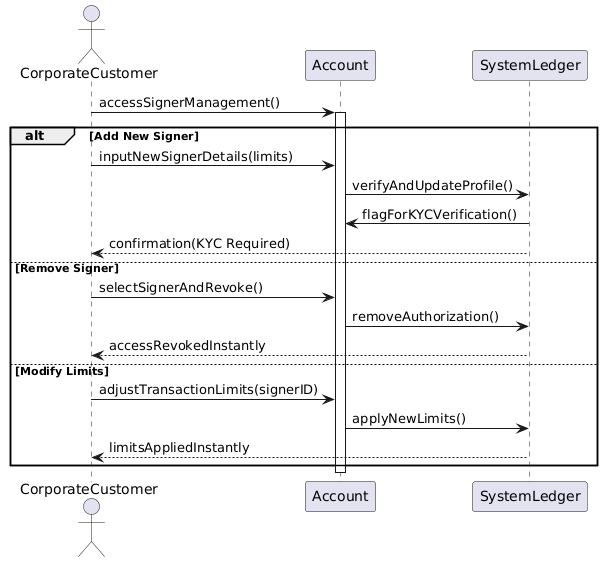 CorporateCustomer
Account
SystemLedger
accessSignerManagement()
alt
[Add New Signer]
inputNewSignerDetails(limits)
verifyAndUpdateProfile()
flagForKYCVerification()
confirmation(KYC Required)
[Remove Signer]
selectSignerAndRevoke()
removeAuthorization()
accessRevokedInstantly
[Modify Limits]
adjustTransactionLimits(signerID)
applyNewLimits()
limitsAppliedInstantly
CorporateCustomer
Account
SystemLedger